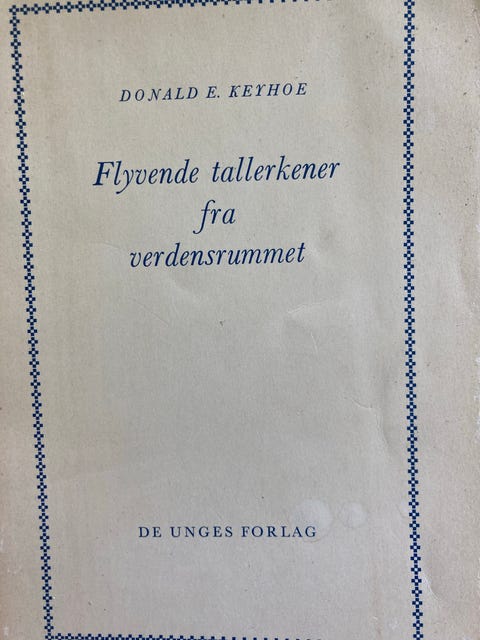 DONALD E. KEYHOE
Flyvende tallerkener
fra
verdensrummet
DE UNGES FORLAG